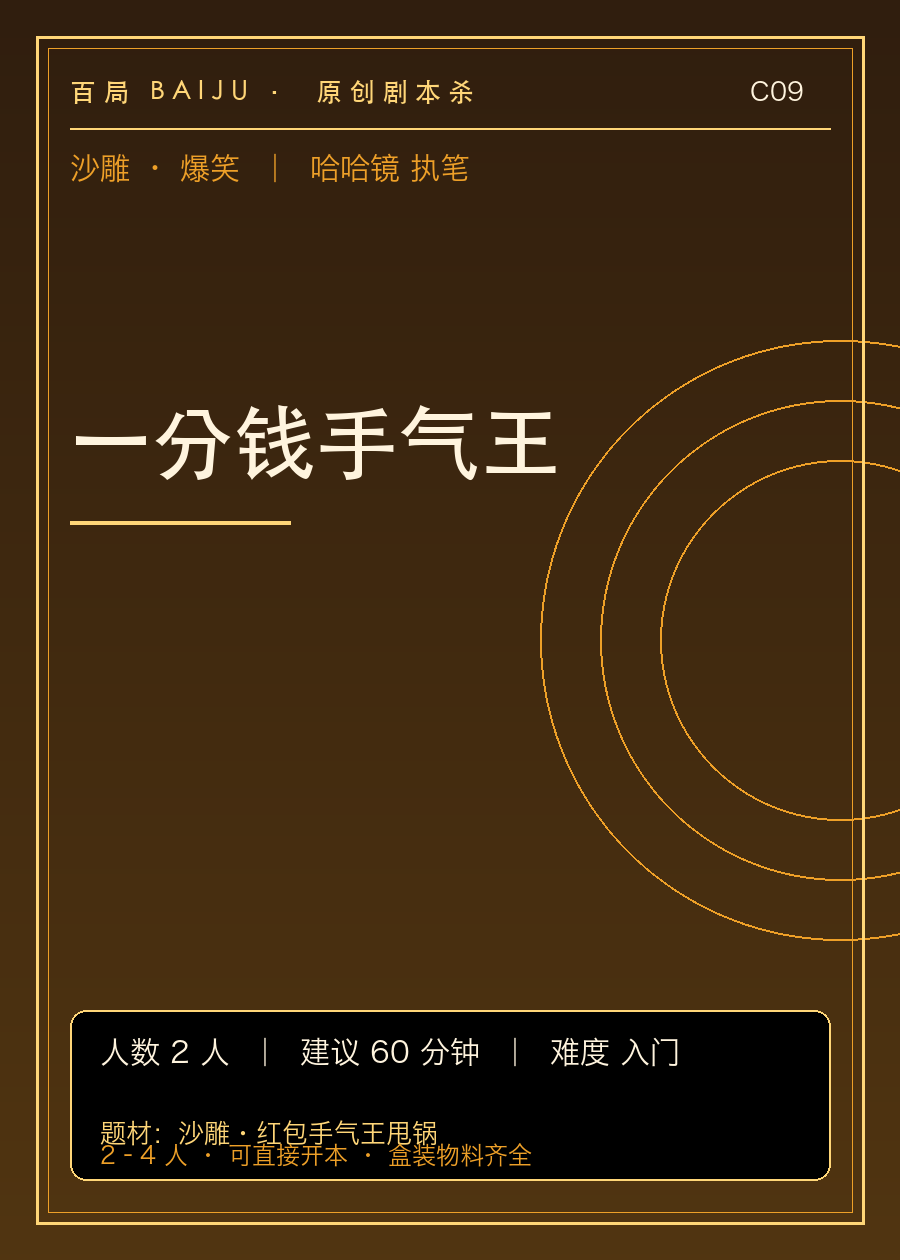 百局 BAIJU · 原创剧本杀 C09
沙雕 · 爆笑 | 哈哈镜 执笔
一分钱手气王
人数 2 人 | 建议 60 分钟 | 难度 入门
题材: 沙雕·红包手气王甩锅
2-4 人 · 可直接开本 · 盒装物料齐全